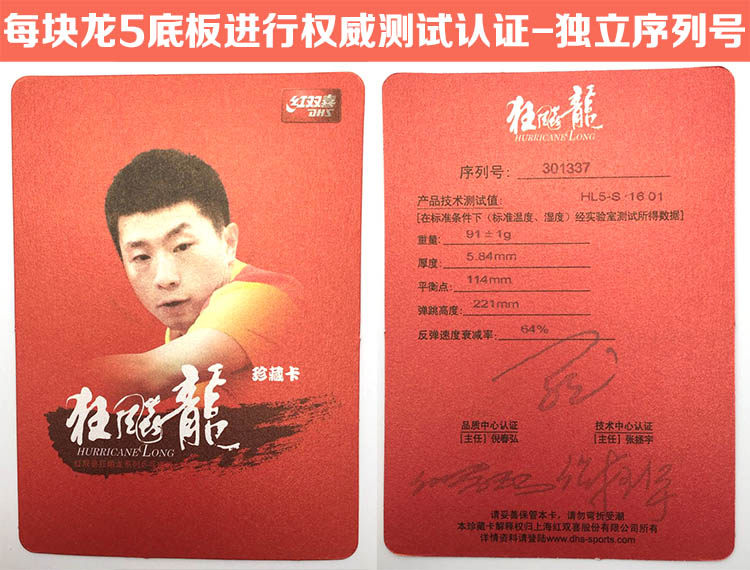 每块龙5底板进行权威测试认证-独立序列号
红双喜
DHS
珍藏卡
狂飚龍
HURRICANE LONG
狂飚龍
HURRICANE LONG
序列号: 301337
产品技术测试值: HL5-S 16 01
[在标准条件下(标准温度、湿度)经实验室测试所得数据]
重量: 91±1g
厚度: 5.84mm
平衡点: 114mm
弹跳高度: 221mm
反弹速度衰减率: 64%
品质中心认证 技术中心认证
[主任]倪春弘 [主任]张拯宇
请妥善保管本卡,请勿弯折受潮
本珍藏卡解释权归上海红双喜股份有限公司所有
详情资料请登陆www.dhs-sports.com